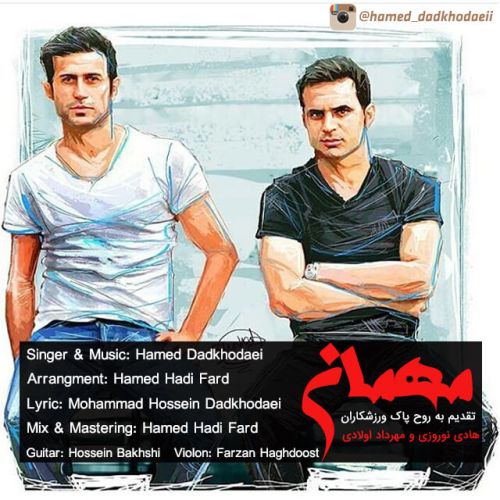 @hamed_dadkhodaeii
Singer & Music: Hamed Dadkhodaei
Arrangment: Hamed Hadi Fard
Lyric: Mohammad Hossein Dadkhodaei
Mix & Mastering: Hamed Hadi Fard
Guitar: Hossein Bakhshi Violon: Farzan Haghdoost
مهمانی
تقدیم به روح پاک ورزشکاران
هادی نوروزی و مهرداد اولادی